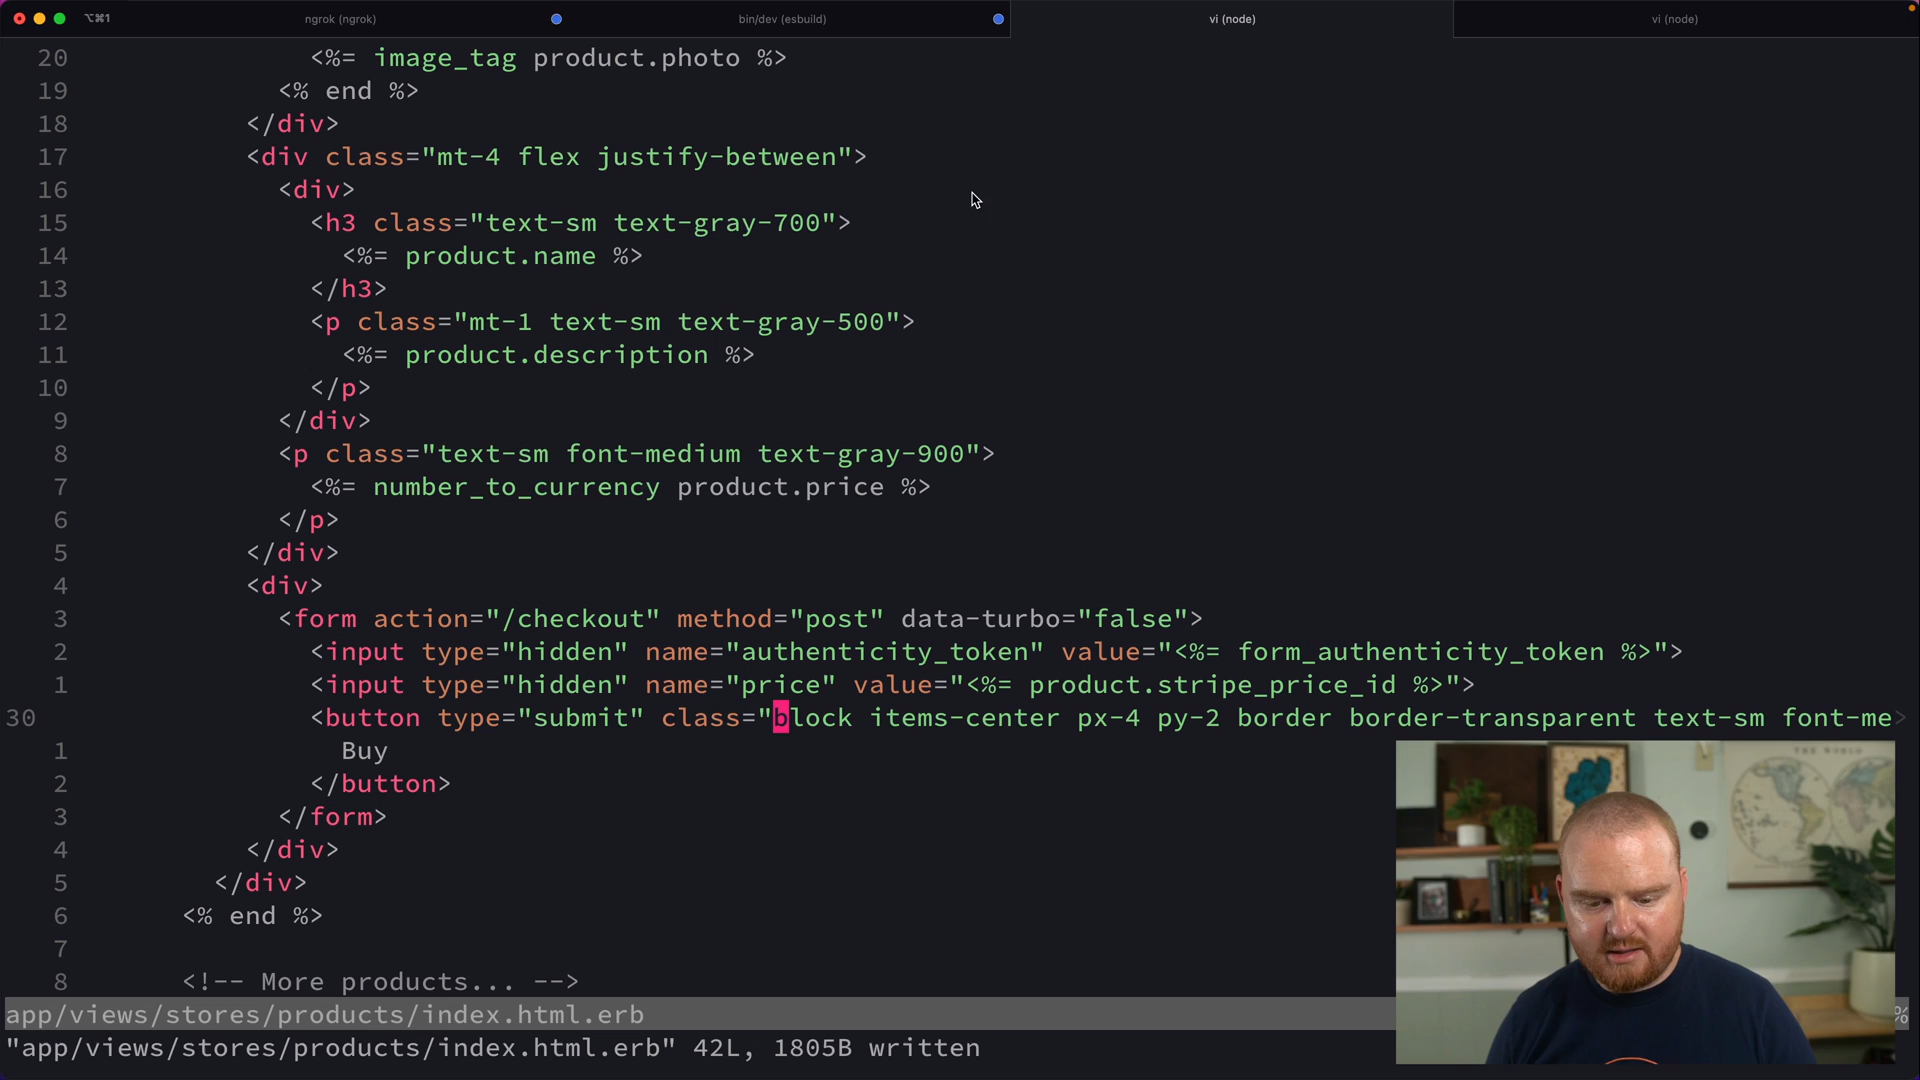 ⌥⌘1 ngrok (ngrok) bin/dev (esbuild) vi (node) vi (node)
20 <%= image_tag product.photo %>
19 <% end %>
18 </div>
17 <div class="mt-4 flex justify-between">
16 <div>
15 <h3 class="text-sm text-gray-700">
14 <%= product.name %>
13 </h3>
12 <p class="mt-1 text-sm text-gray-500">
11 <%= product.description %>
10 </p>
9 </div>
8 <p class="text-sm font-medium text-gray-900">
7 <%= number_to_currency product.price %>
6 </p>
5 </div>
4 <div>
3 <form action="/checkout" method="post" data-turbo="false">
2 <input type="hidden" name="authenticity_token" value="<%= form_authenticity_token %>">
1 <input type="hidden" name="price" value="<%= product.stripe_price_id %>">
30 <button type="submit" class="block items-center px-4 py-2 border border-transparent text-sm font-me>
1 Buy
2 </button>
3 </form>
4 </div>
5 </div>
6 <% end %>
7
8 <!-- More products... -->
app/views/stores/products/index.html.erb %
"app/views/stores/products/index.html.erb" 42L, 1805B written